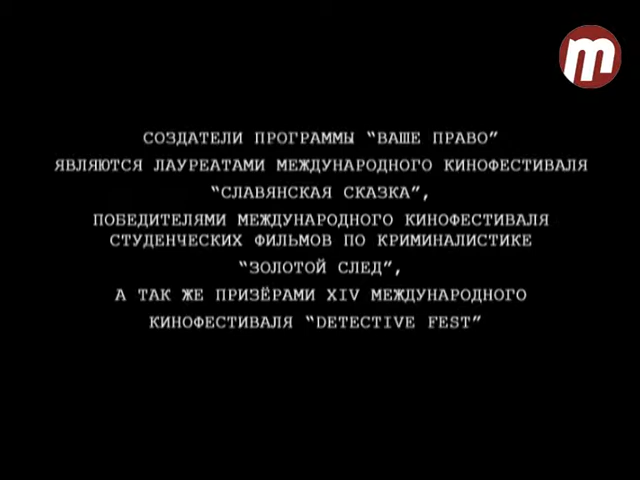 m
СОЗДАТЕЛИ ПРОГРАММЫ “ВАШЕ ПРАВО”
ЯВЛЯЮТСЯ ЛАУРЕАТАМИ МЕЖДУНАРОДНОГО КИНОФЕСТИВАЛЯ
“СЛАВЯНСКАЯ СКАЗКА”,
ПОБЕДИТЕЛЯМИ МЕЖДУНАРОДНОГО КИНОФЕСТИВАЛЯ
СТУДЕНЧЕСКИХ ФИЛЬМОВ ПО КРИМИНАЛИСТИКЕ
“ЗОЛОТОЙ СЛЕД”,
А ТАК ЖЕ ПРИЗЁРАМИ XIV МЕЖДУНАРОДНОГО
КИНОФЕСТИВАЛЯ “DETECTIVE FEST”